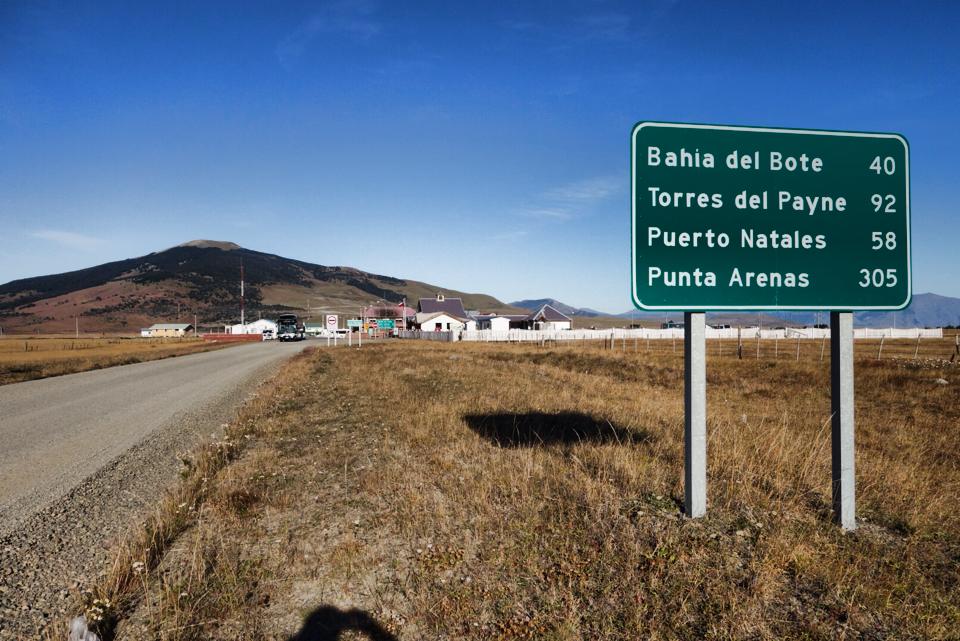 Bahia del Bote 40
Torres del Payne 92
Puerto Natales 58
Punta Arenas 305